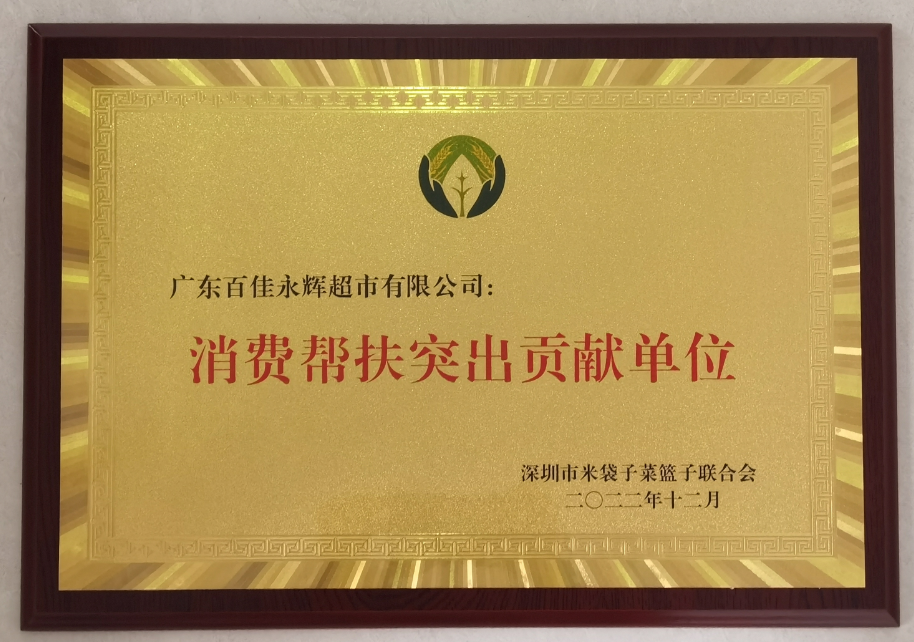 广东百佳永辉超市有限公司：
消费帮扶突出贡献单位
深圳市米袋子菜篮子联合会
二〇二二年十二月